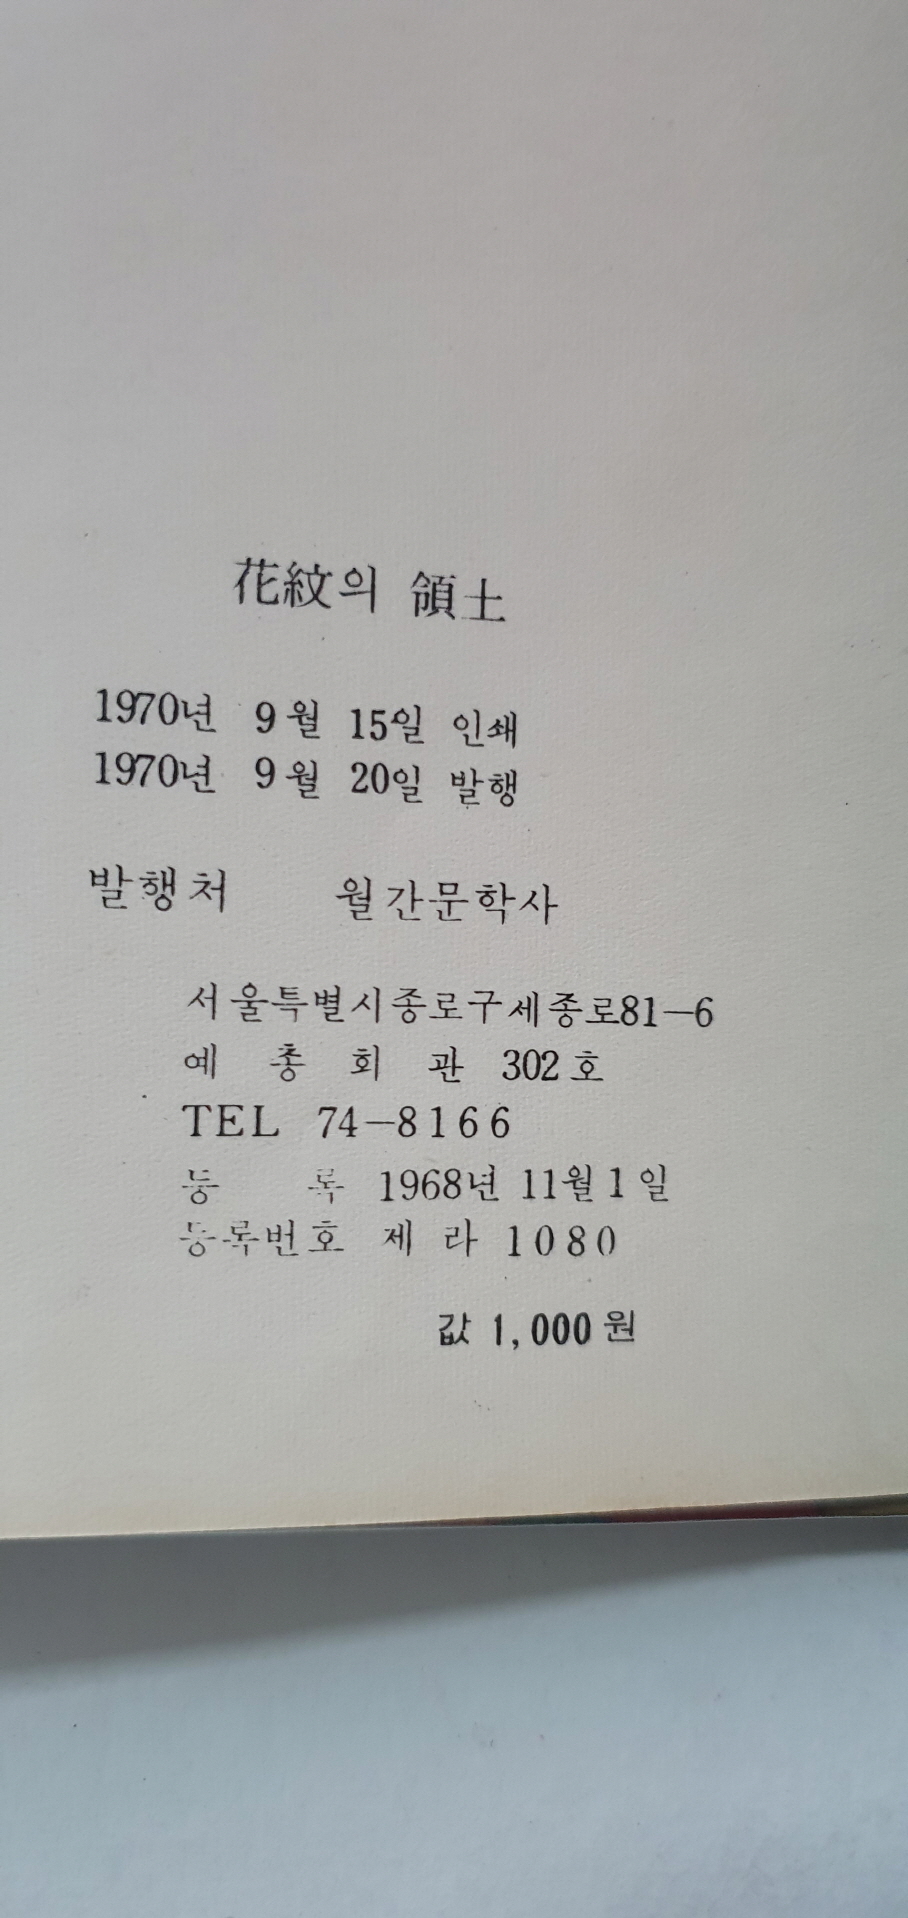 花紋의 領土
1970년 9월 15일 인쇄
1970년 9월 20일 발행
발행처 월간문학사
서울특별시종로구세종로81-6
예 총 회 관 302호
TEL 74-8166
등 록 1968년 11월 1일
등록번호 제 라 1080
값 1,000원